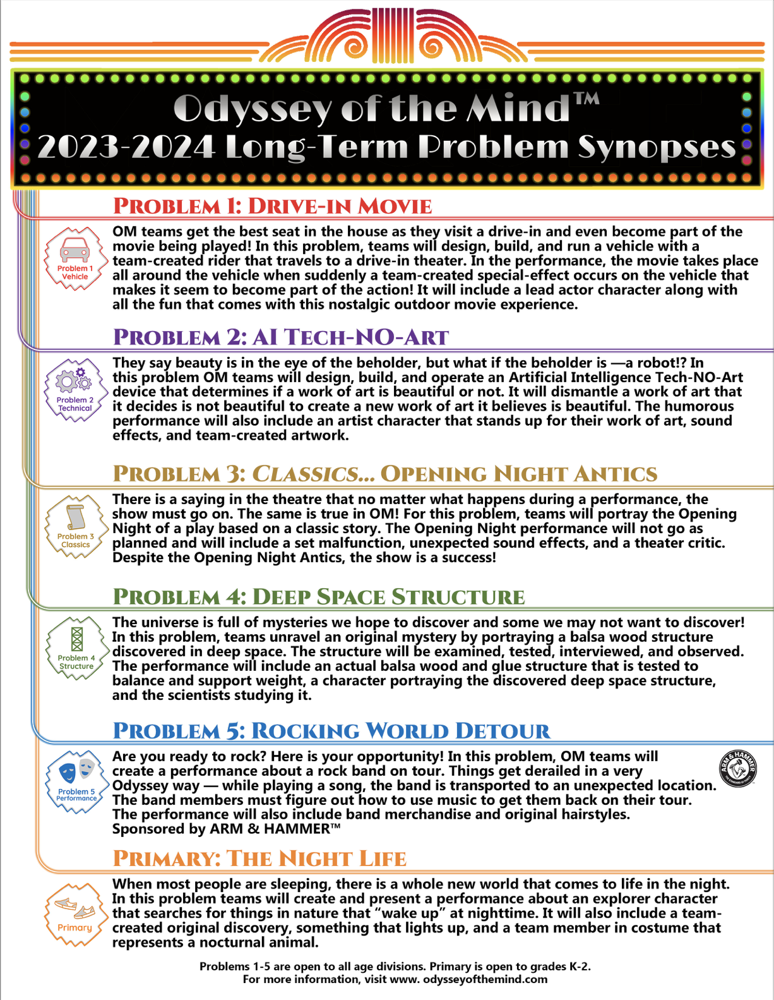 Odyssey of the Mind™
2023-2024 Long-Term Problem Synopses
Problem 1: Drive-in Movie
OM teams get the best seat in the house as they visit a drive-in and even become part of the
movie being played! In this problem, teams will design, build, and run a vehicle with a
team-created rider that travels to a drive-in theater. In the performance, the movie takes place
all around the vehicle when suddenly a team-created special-effect occurs on the vehicle that
makes it seem to become part of the action! It will include a lead actor character along with
all the fun that comes with this nostalgic outdoor movie experience.
Problem 1
Vehicle
Problem 2: AI Tech-NO-Art
They say beauty is in the eye of the beholder, but what if the beholder is —a robot!? In
this problem OM teams will design, build, and operate an Artificial Intelligence Tech-NO-Art
device that determines if a work of art is beautiful or not. It will dismantle a work of art that
it decides is not beautiful to create a new work of art it believes is beautiful. The humorous
performance will also include an artist character that stands up for their work of art, sound
effects, and team-created artwork.
Problem 2
Technical
Problem 3: Classics... Opening Night Antics
There is a saying in the theatre that no matter what happens during a performance, the
show must go on. The same is true in OM! For this problem, teams will portray the Opening
Night of a play based on a classic story. The Opening Night performance will not go as
planned and will include a set malfunction, unexpected sound effects, and a theater critic.
Despite the Opening Night Antics, the show is a success!
Problem 3
Classics
Problem 4: Deep Space Structure
The universe is full of mysteries we hope to discover and some we may not want to discover!
In this problem, teams unravel an original mystery by portraying a balsa wood structure
discovered in deep space. The structure will be examined, tested, interviewed, and observed.
The performance will include an actual balsa wood and glue structure that is tested to
balance and support weight, a character portraying the discovered deep space structure,
and the scientists studying it.
Problem 4
Structure
Problem 5: Rocking World Detour
Are you ready to rock? Here is your opportunity! In this problem, OM teams will
create a performance about a rock band on tour. Things get derailed in a very
Odyssey way — while playing a song, the band is transported to an unexpected location.
The band members must figure out how to use music to get them back on their tour.
The performance will also include band merchandise and original hairstyles.
Sponsored by ARM & HAMMER™
Problem 5
Performance
ARM & HAMMER
Primary: The Night Life
When most people are sleeping, there is a whole new world that comes to life in the night.
In this problem teams will create and present a performance about an explorer character
that searches for things in nature that “wake up” at nighttime. It will also include a team-
created original discovery, something that lights up, and a team member in costume that
represents a nocturnal animal.
Primary
Problems 1-5 are open to all age divisions. Primary is open to grades K-2.
For more information, visit www. odysseyofthemind.com